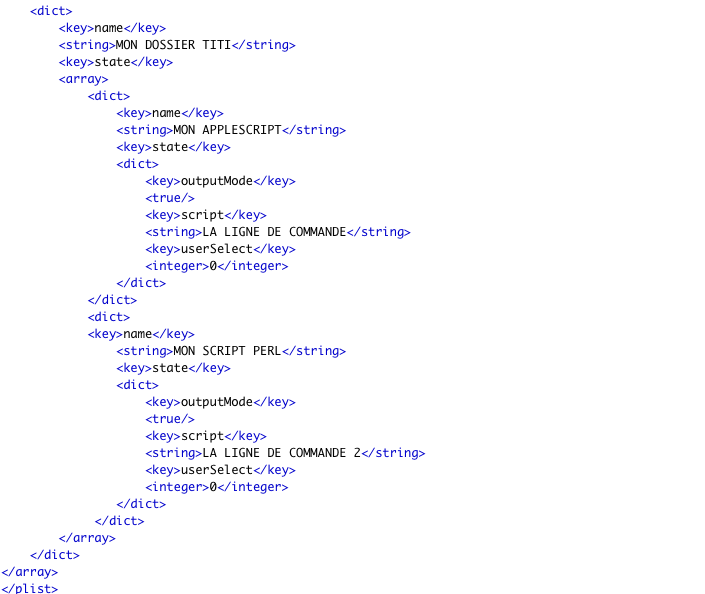 <dict>
<key>name</key>
<string>MON DOSSIER TITI</string>
<key>state</key>
<array>
<dict>
<key>name</key>
<string>MON APPLESCRIPT</string>
<key>state</key>
<dict>
<key>outputMode</key>
<true/>
<key>script</key>
<string>LA LIGNE DE COMMANDE</string>
<key>userSelect</key>
<integer>0</integer>
</dict>
</dict>
<dict>
<key>name</key>
<string>MON SCRIPT PERL</string>
<key>state</key>
<dict>
<key>outputMode</key>
<true/>
<key>script</key>
<string>LA LIGNE DE COMMANDE 2</string>
<key>userSelect</key>
<integer>0</integer>
</dict>
</dict>
</array>
</dict>
</array>
</plist>